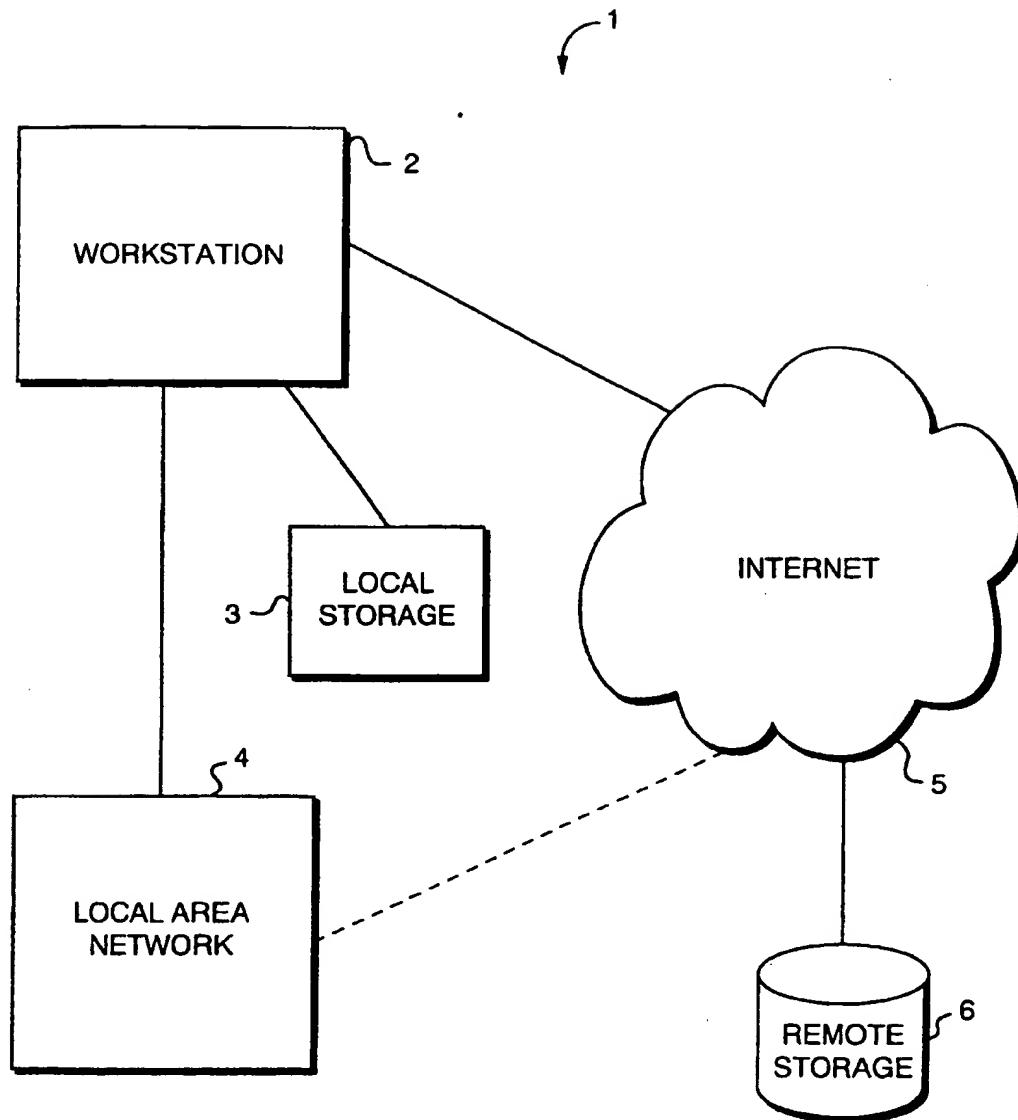 1
2
WORKSTATION
INTERNET
LOCAL
STORAGE
3
4
5
LOCAL AREA
NETWORK
6
REMOTE
STORAGE